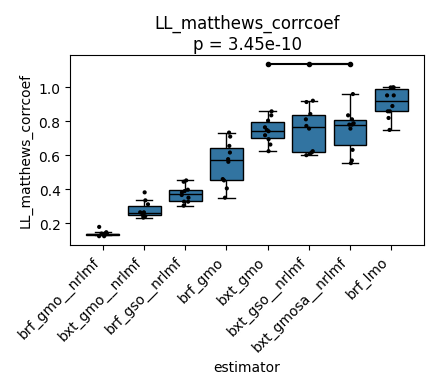 LL_matthews_corrcoef
p = 3.45e-10
LL_matthews_corrcoef
1.0
0.8
0.6
0.4
0.2
brf_gmo__nrlmf
bxt_gmo__nrlmf
brf_gso__nrlmf
brf_gmo
bxt_gmo
bxt_gso__nrlmf
bxt_gmosa__nrlmf
brf_lmo
estimator